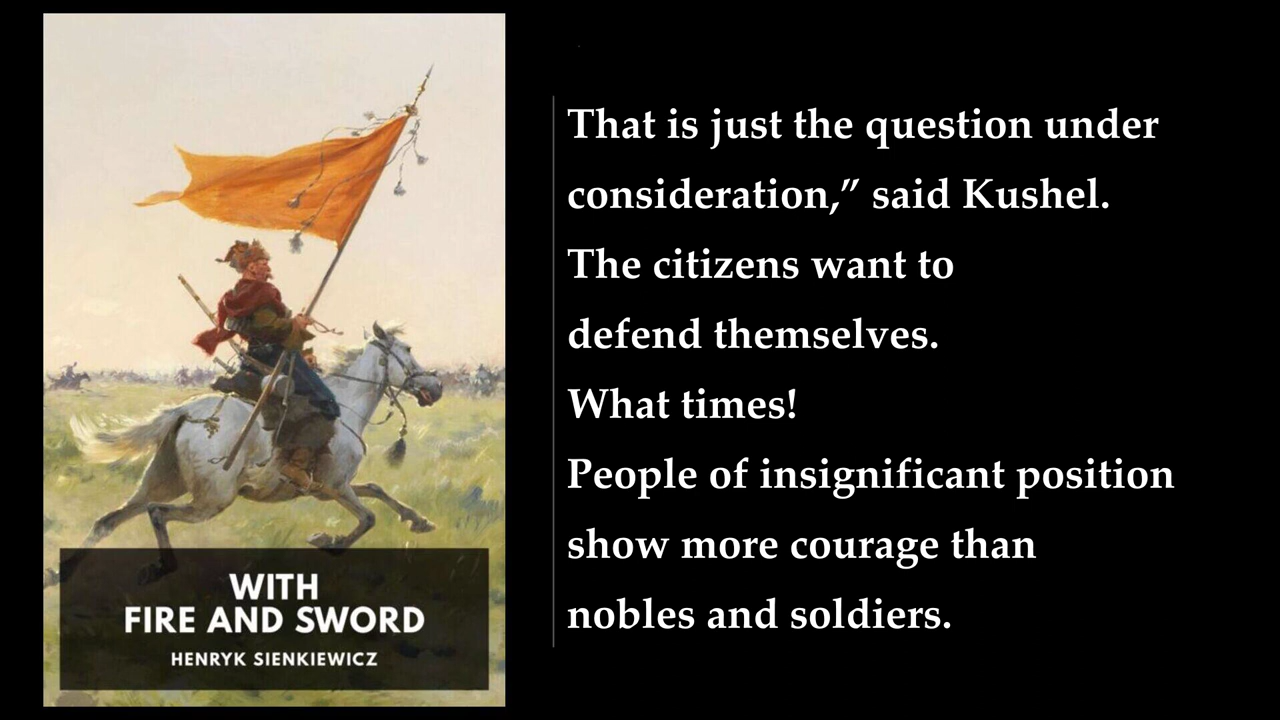 WITH
FIRE AND SWORD
HENRYK SIENKIEWICZ
That is just the question under
consideration,” said Kushel.
The citizens want to
defend themselves.
What times!
People of insignificant position
show more courage than
nobles and soldiers.